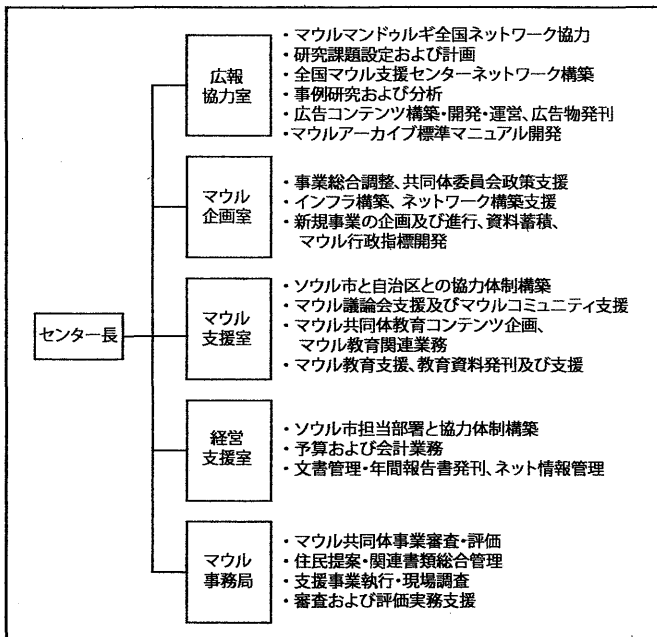 広報
協力室
・マウルマンドゥルギ全国ネットワーク協力
・研究課題設定および計画
・全国マウル支援センターネットワーク構築
・事例研究および分析
・広告コンテンツ構築・開発・運営、広告物発刊
・マウルアーカイブ標準マニュアル開発
マウル
企画室
・事業総合調整、共同体委員会政策支援
・インフラ構築、ネットワーク構築支援
・新規事業の企画及び進行、資料蓄積、
マウル行政指標開発
センター長
マウル
支援室
・ソウル市と自治区との協力体制構築
・マウル議論会支援及びマウルコミュニティ支援
・マウル共同体教育コンテンツ企画、
マウル教育関連業務
・マウル教育支援、教育資料発刊及び支援
経営
支援室
・ソウル市担当部署と協力体制構築
・予算および会計業務
・文書管理・年間報告書発刊、ネット情報管理
マウル
事務局
・マウル共同体事業審査・評価
・住民提案・関連書類総合管理
・支援事業執行・現場調査
・審査および評価実務支援